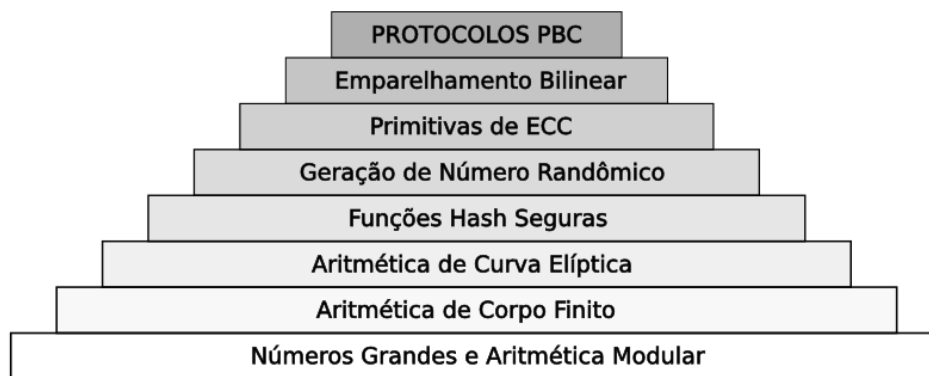 PROTOCOLOS PBC
Emparelhamento Bilinear
Primitivas de ECC
Geração de Número Randômico
Funções Hash Seguras
Aritmética de Curva Elíptica
Aritmética de Corpo Finito
Números Grandes e Aritmética Modular